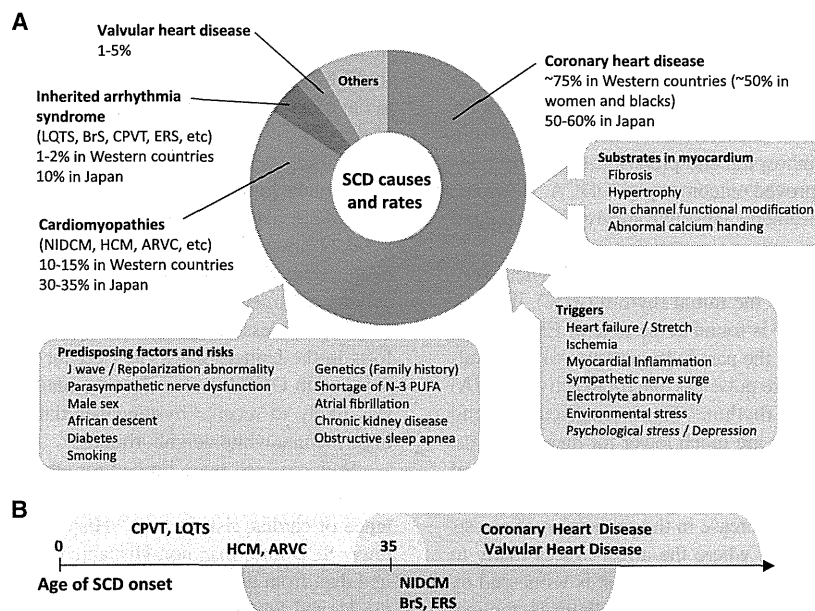 A
Valvular heart disease
1-5%
Inherited arrhythmia
syndrome
(LQTS, BrS, CPVT, ERS, etc)
1-2% in Western countries
10% in Japan
Cardiomyopathies
(NIDCM, HCM, ARVC, etc)
10-15% in Western countries
30-35% in Japan
Others
SCD causes
and rates
Coronary heart disease
~75% in Western countries (~50% in
women and blacks)
50-60% in Japan
Substrates in myocardium
Fibrosis
Hypertrophy
Ion channel functional modification
Abnormal calcium handing
Triggers
Heart failure / Stretch
Ischemia
Myocardial Inflammation
Sympathetic nerve surge
Electrolyte abnormality
Environmental stress
Psychological stress / Depression
Predisposing factors and risks
J wave / Repolarization abnormality
Parasympathetic nerve dysfunction
Male sex
African descent
Diabetes
Smoking
Genetics (Family history)
Shortage of N-3 PUFA
Atrial fibrillation
Chronic kidney disease
Obstructive sleep apnea
B
CPVT, LQTS
Coronary Heart Disease
0
HCM, ARVC
35
Valvular Heart Disease
Age of SCD onset
NIDCM
BrS, ERS